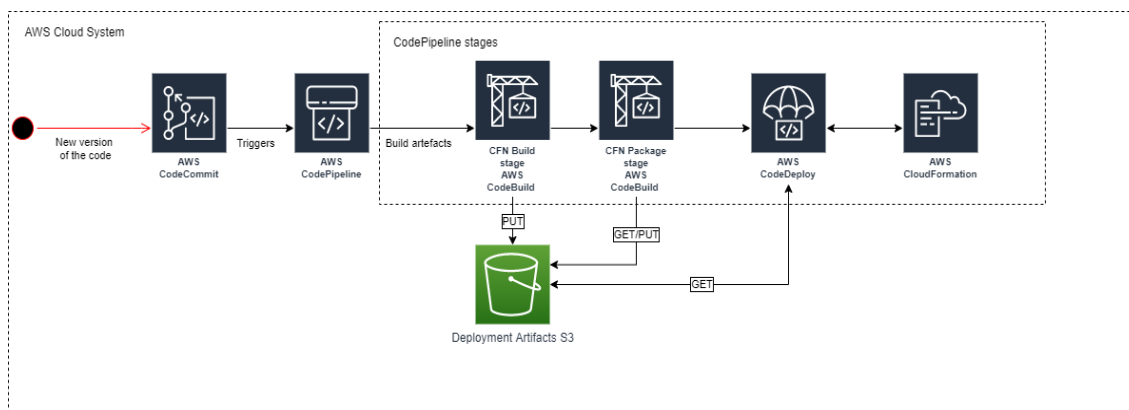 AWS Cloud System
CodePipeline stages
New version
of the code
AWS
CodeCommit
Triggers
AWS
CodePipeline
Build artefacts
CFN Build
stage
AWS
CodeBuild
CFN Package
stage
AWS
CodeBuild
AWS
CodeDeploy
AWS
CloudFormation
PUT
GET/PUT
GET
Deployment Artifacts S3